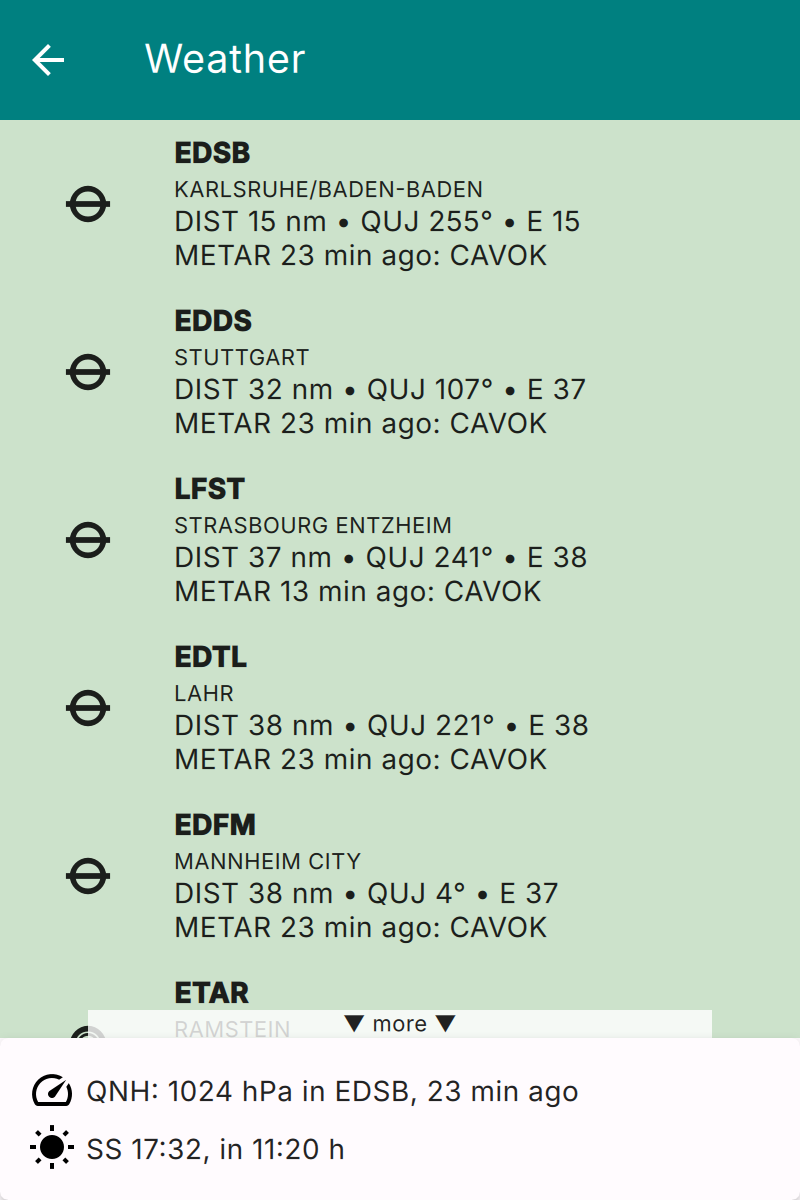 Weather
EDSB
KARLSRUHE/BADEN-BADEN
DIST 15 nm • QUJ 255° • E 15
METAR 23 min ago: CAVOK
EDDS
STUTTGART
DIST 32 nm • QUJ 107° • E 37
METAR 23 min ago: CAVOK
LFST
STRASBOURG ENTZHEIM
DIST 37 nm • QUJ 241° • E 38
METAR 13 min ago: CAVOK
EDTL
LAHR
DIST 38 nm • QUJ 221° • E 38
METAR 23 min ago: CAVOK
EDFM
MANNHEIM CITY
DIST 38 nm • QUJ 4° • E 37
METAR 23 min ago: CAVOK
ETAR
RAMSTEIN
▼ more ▼
QNH: 1024 hPa in EDSB, 23 min ago
SS 17:32, in 11:20 h